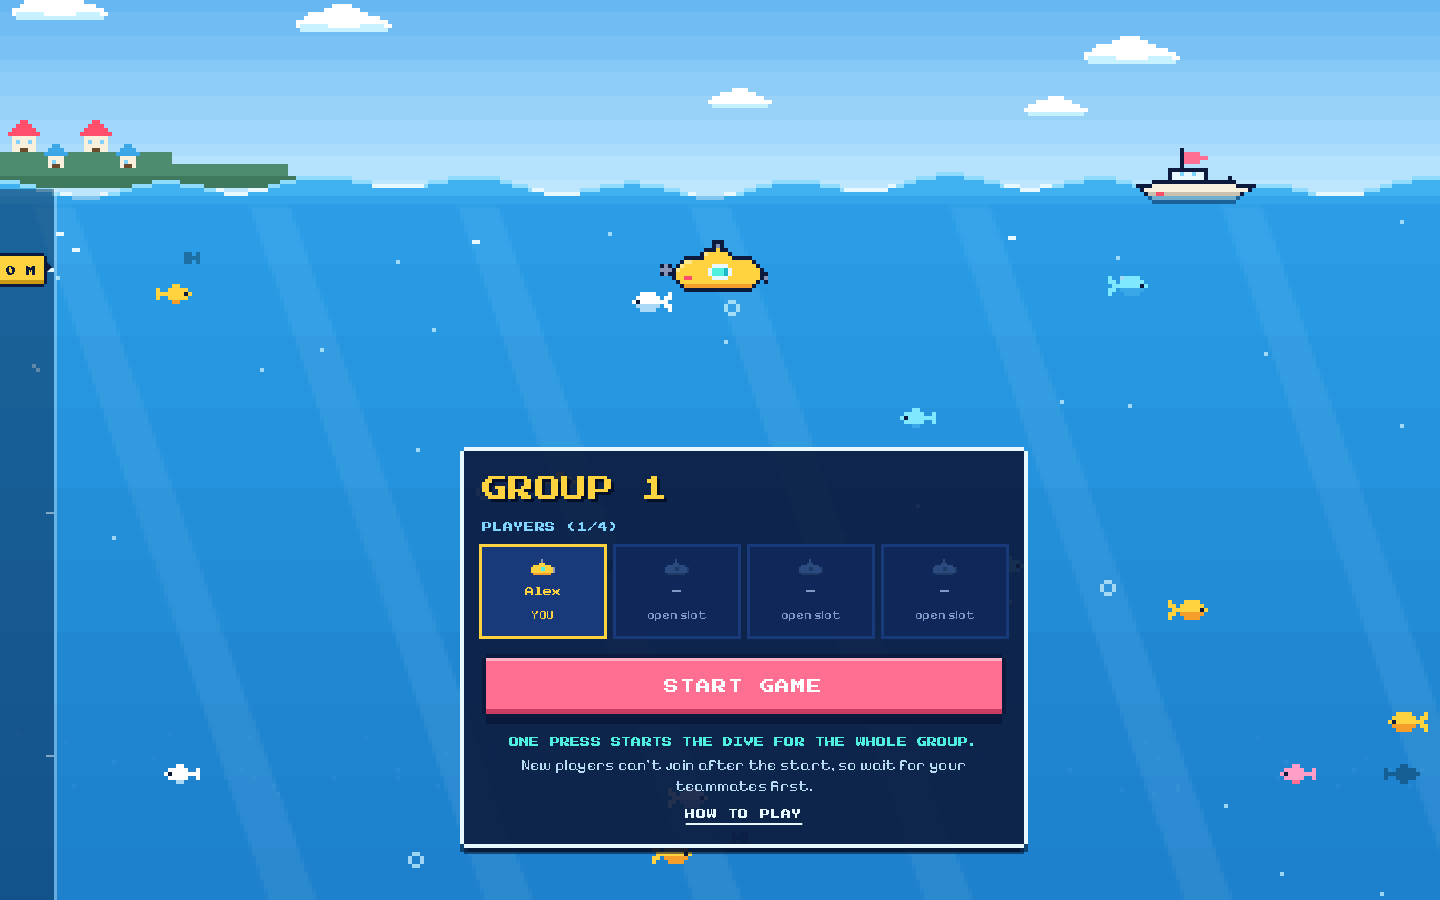 0 M
GROUP 1
PLAYERS (1/4)
Alex
YOU
–
open slot
–
open slot
–
open slot
START GAME
ONE PRESS STARTS THE DIVE FOR THE WHOLE GROUP.
New players can't join after the start, so wait for your
teammates first.
HOW TO PLAY